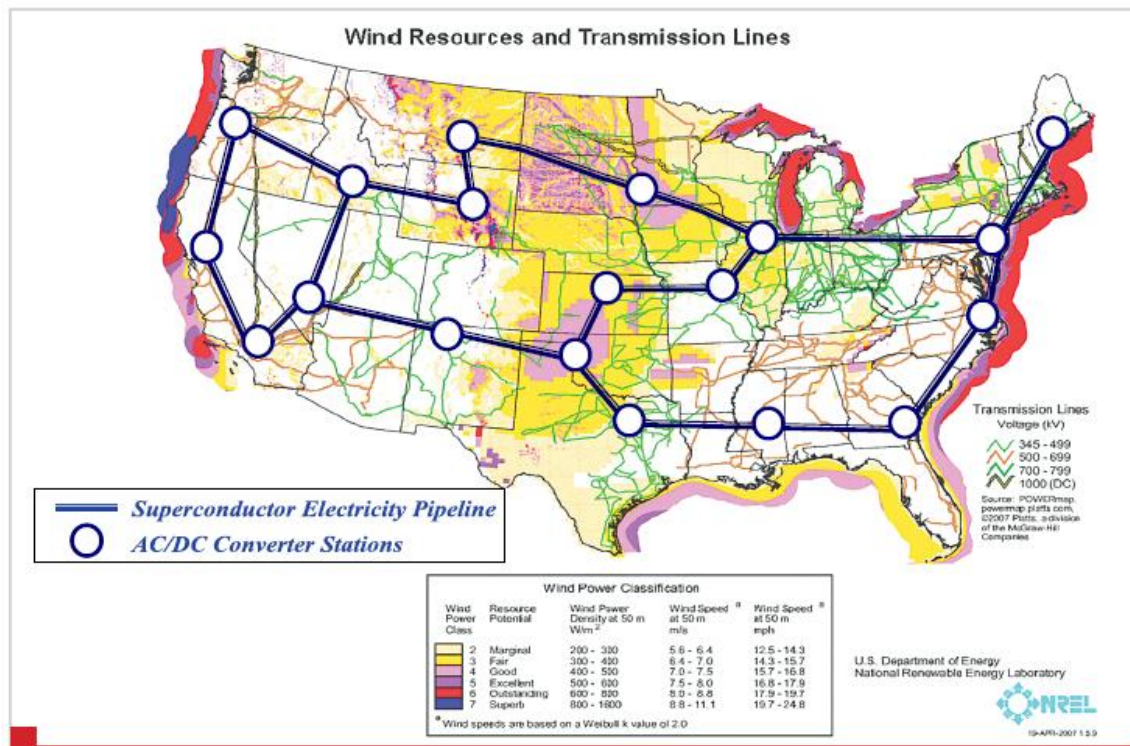 Wind Resources and Transmission Lines
Transmission Lines
Voltage (kV)
345 - 499
500 - 699
700 - 799
1000 (DC)
Source: POWERmap,
powermap.platts.com,
©2007 Platts, a division
of the McGraw-Hill
Companies
Superconductor Electricity Pipeline
AC/DC Converter Stations
Wind Power Classification
Wind Power Class Resource Potential Wind Power Density at 50 m W/m 2 Wind Speed a at 50 m m/s Wind Speed a at 50 m mph
2 Marginal 200 - 300 5.6 - 6.4 12.5 - 14.3
3 Fair 300 - 400 6.4 - 7.0 14.3 - 15.7
4 Good 400 - 500 7.0 - 7.5 15.7 - 16.8
5 Excellent 500 - 600 7.5 - 8.0 16.8 - 17.9
6 Outstanding 600 - 800 8.0 - 8.8 17.9 - 19.7
7 Superb 800 - 1600 8.8 - 11.1 19.7 - 24.8
a Wind speeds are based on a Weibull k value of 2.0
U.S. Department of Energy
National Renewable Energy Laboratory
NREL
19-APR-2007 1.5.9